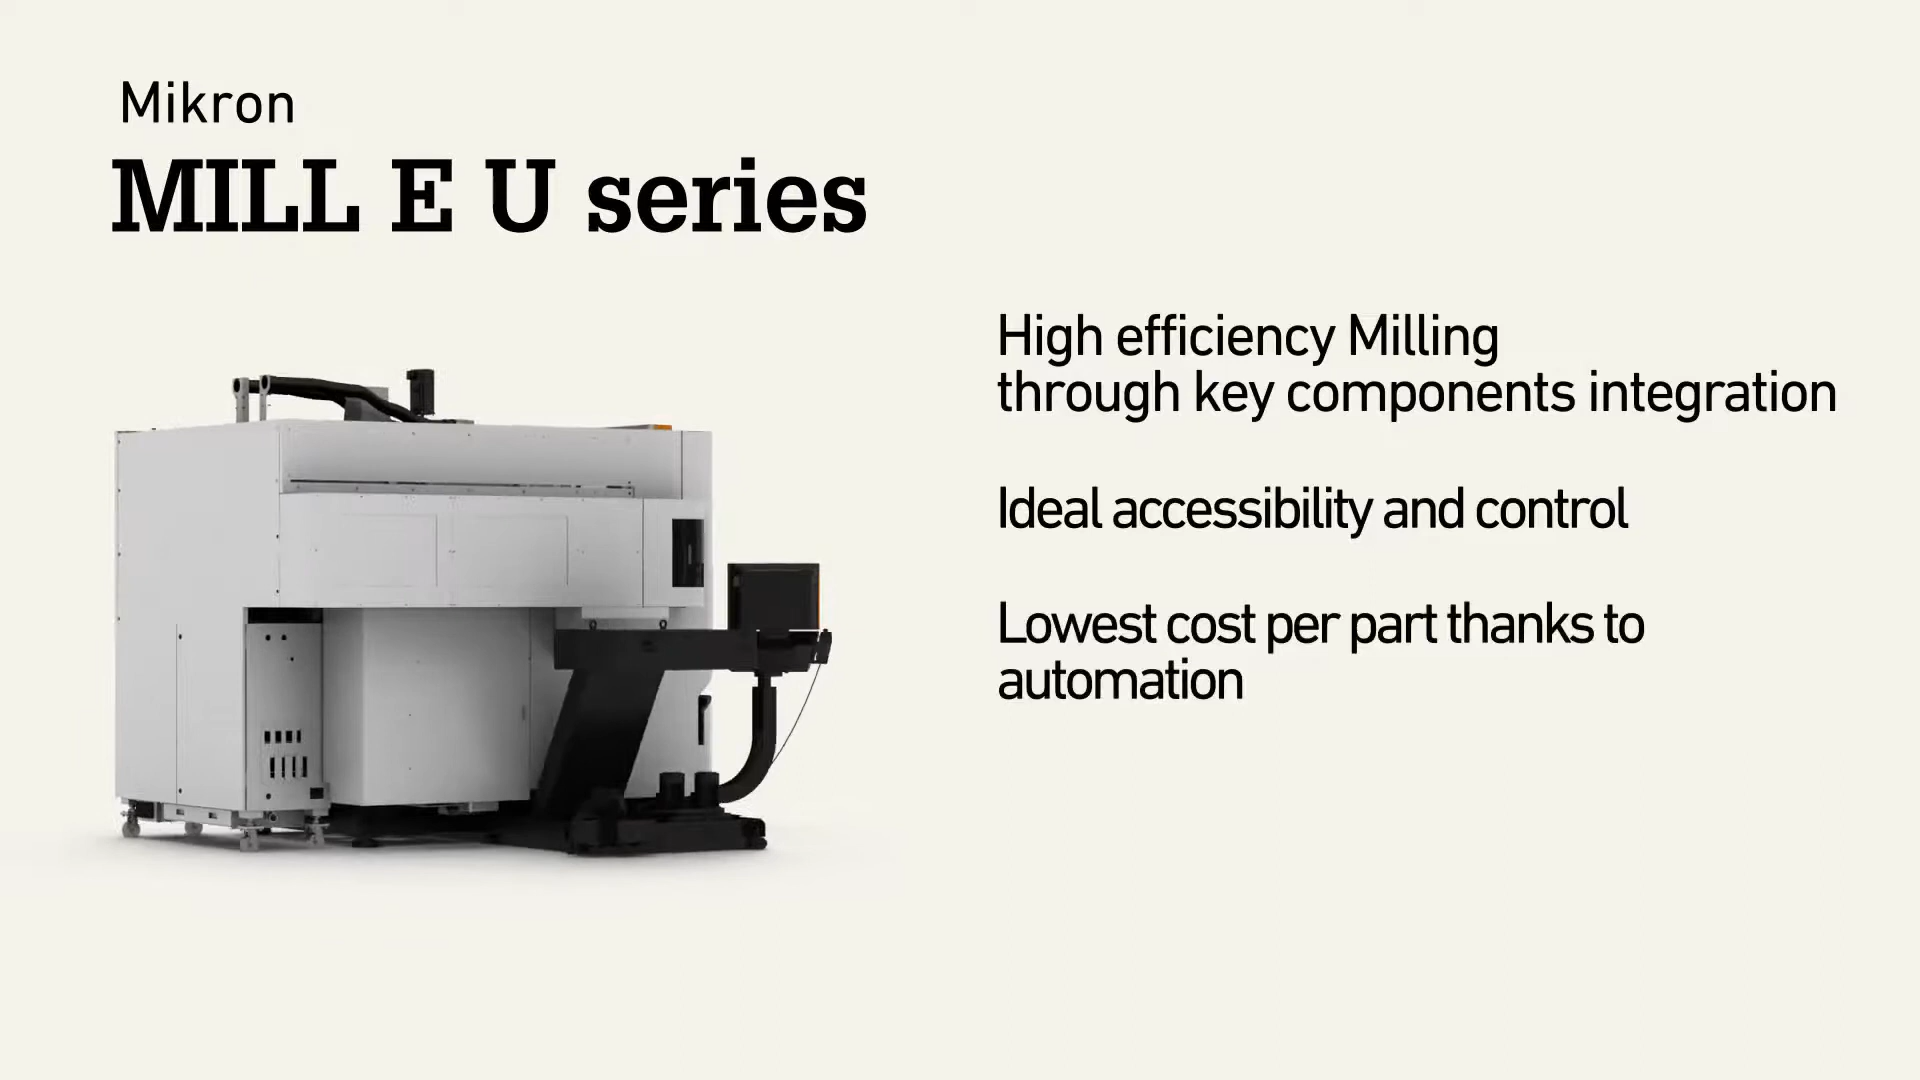 Mikron
MILL E U series
High efficiency Milling
through key components integration
Ideal accessibility and control
Lowest cost per part thanks to
automation